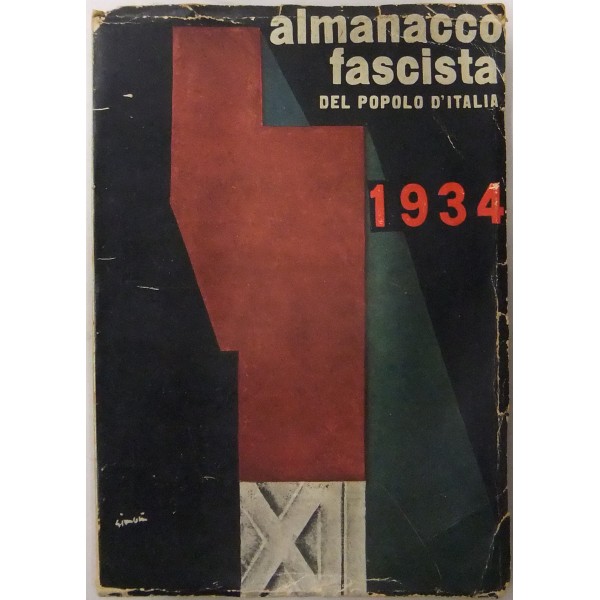 almanacco
fascista
DEL POPOLO D'ITALIA
1934
XII